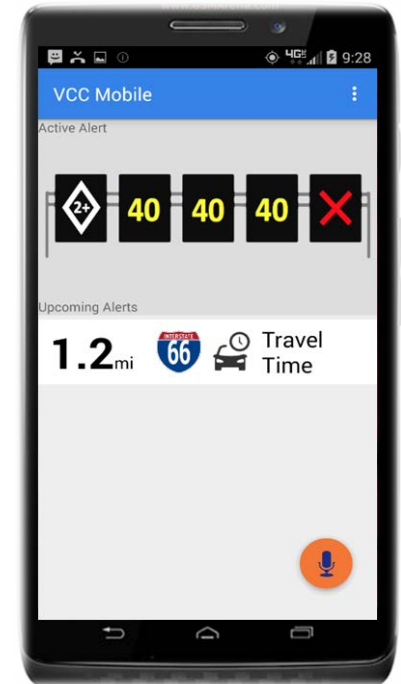 4G
9:28
VCC Mobile
Active Alert
2+
40 40 40
Upcoming Alerts
1.2mi
INTERSTATE
66
Travel
Time